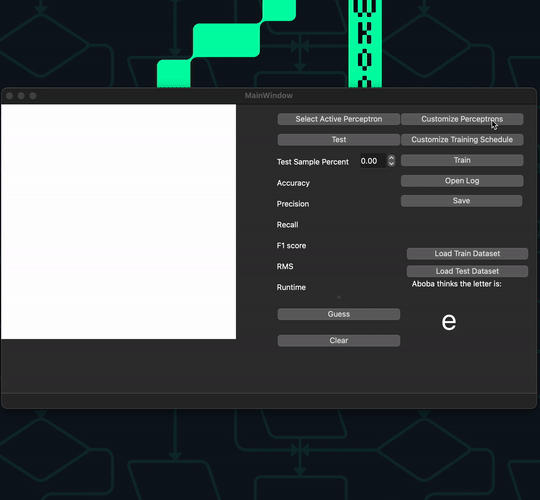 MainWindow
Select Active Perceptron
Customize Perceptrons
Test
Customize Training Schedule
Test Sample Percent
0.00
Train
Accuracy
Open Log
Precision
Save
Recall
F1 score
Load Train Dataset
RMS
Load Test Dataset
Runtime
Aboba thinks the letter is:
Guess
e
Clear